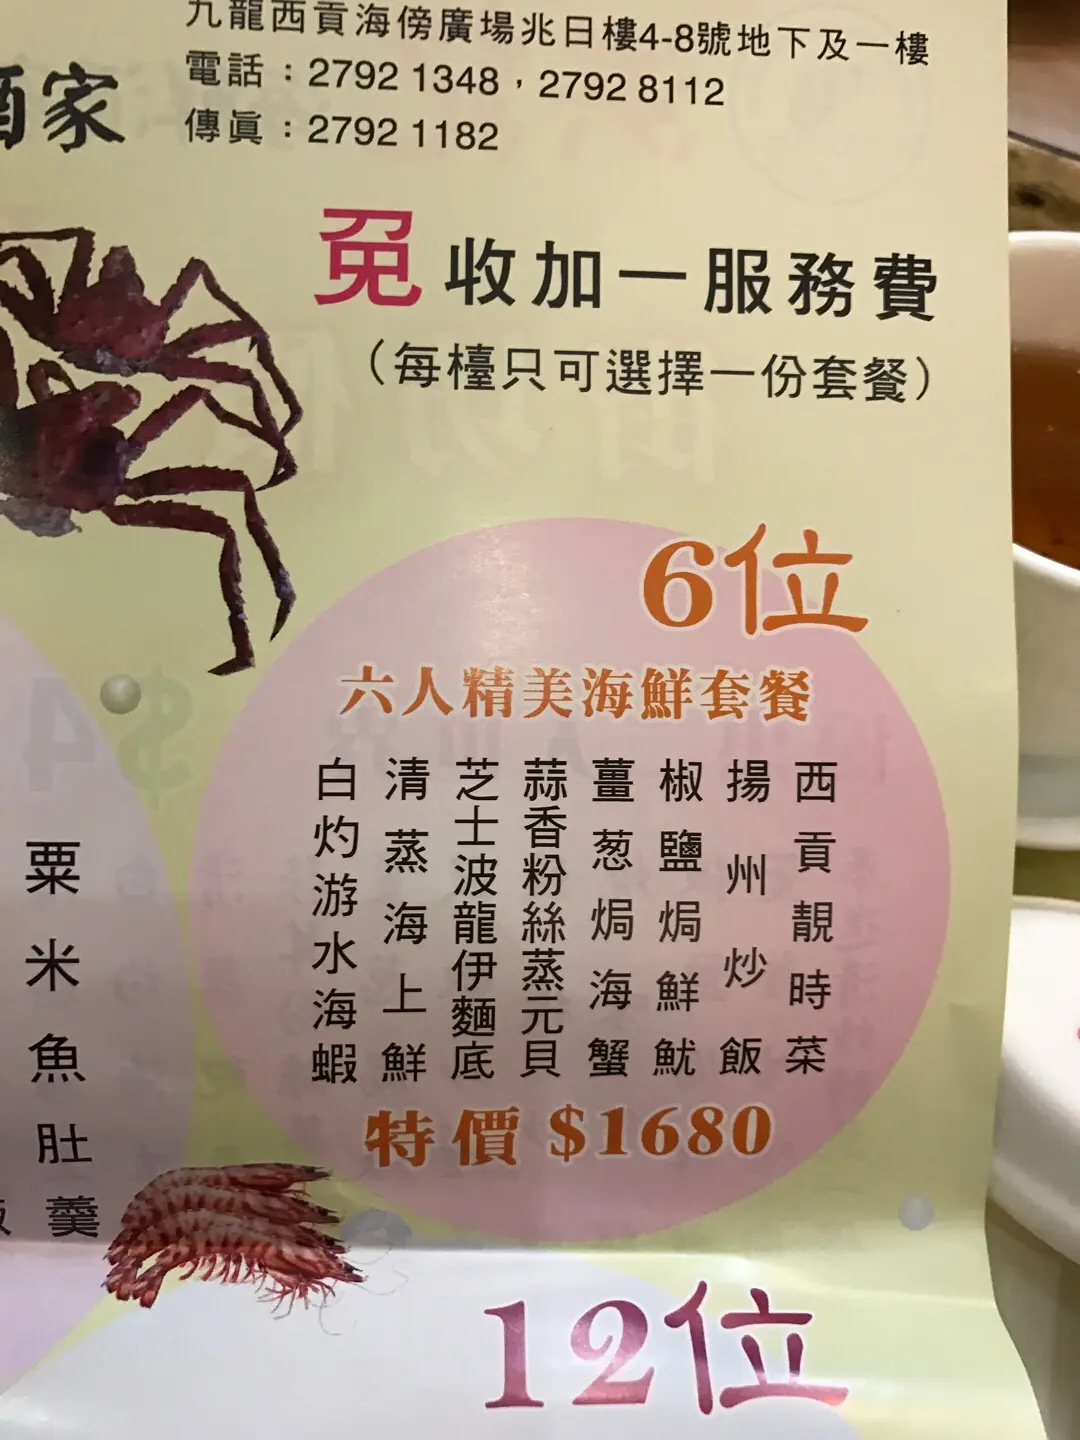 九龍西貢海傍廣場兆日樓4-8號地下及一樓
電話：2792 1348，2792 8112
傳真：2792 1182
酒家
免收加一服務費
（每檯只可選擇一份套餐）
6位
六人精美海鮮套餐
白灼游水海蝦
清蒸海上鮮
芝士波龍伊麵底
蒜香粉絲蒸元貝
薑葱焗海蟹
椒鹽焗鮮魷
揚州炒飯
西貢靚時菜
特價 $1680
粟米魚肚羹
12位